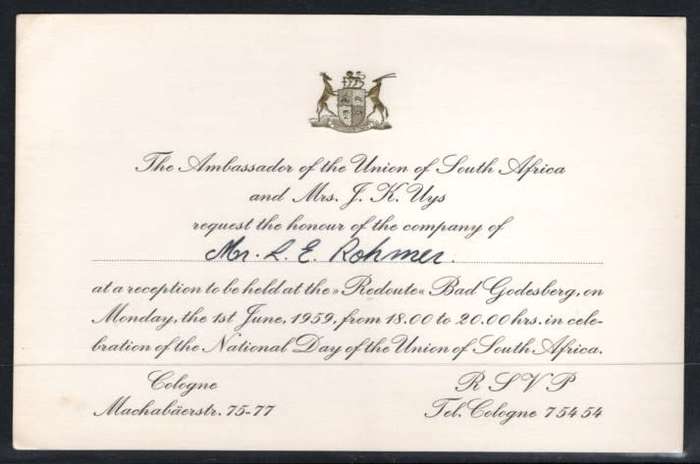 The Ambassador of the Union of South Africa
and Mrs. J. K. Uys
request the honour of the company of
Mr. L. E. Rohmer.
at a reception to be held at the »Redoute« Bad Godesberg, on
Monday, the 1st June, 1959, from 18.00 to 20.00 hrs. in cele-
bration of the National Day of the Union of South Africa.
Cologne
Machabäerstr. 75-77
R S V P
Tel. Cologne 75454